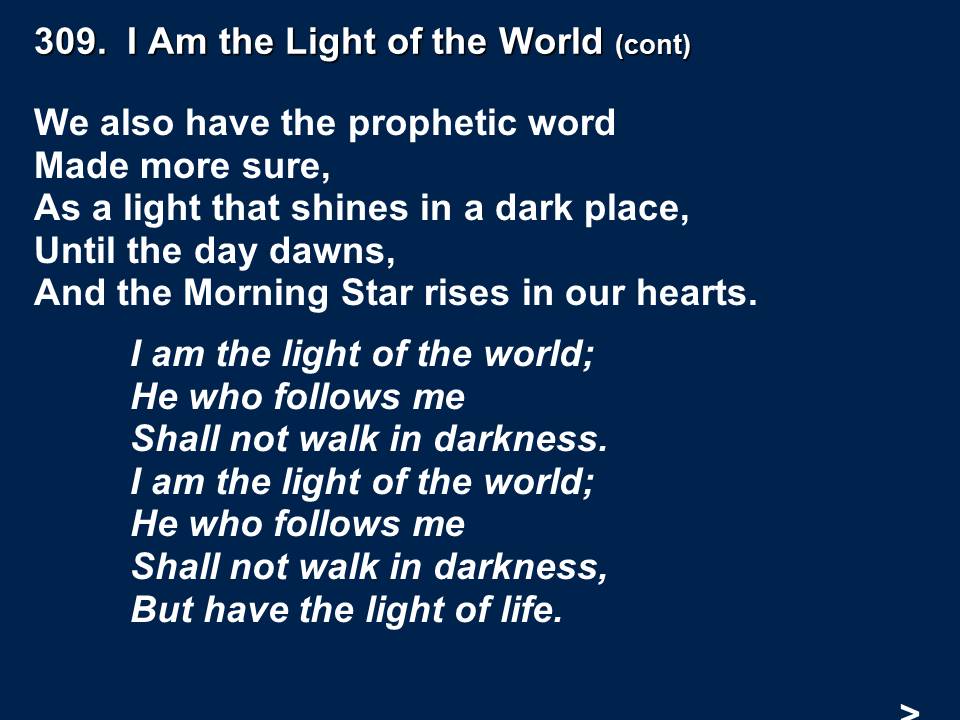 309.  I Am the Light of the World (cont)
We also have the prophetic word
Made more sure,
As a light that shines in a dark place,
Until the day dawns,
And the Morning Star rises in our hearts.
I am the light of the world;
He who follows me
Shall not walk in darkness.
I am the light of the world;
He who follows me
Shall not walk in darkness,
But have the light of life.
>